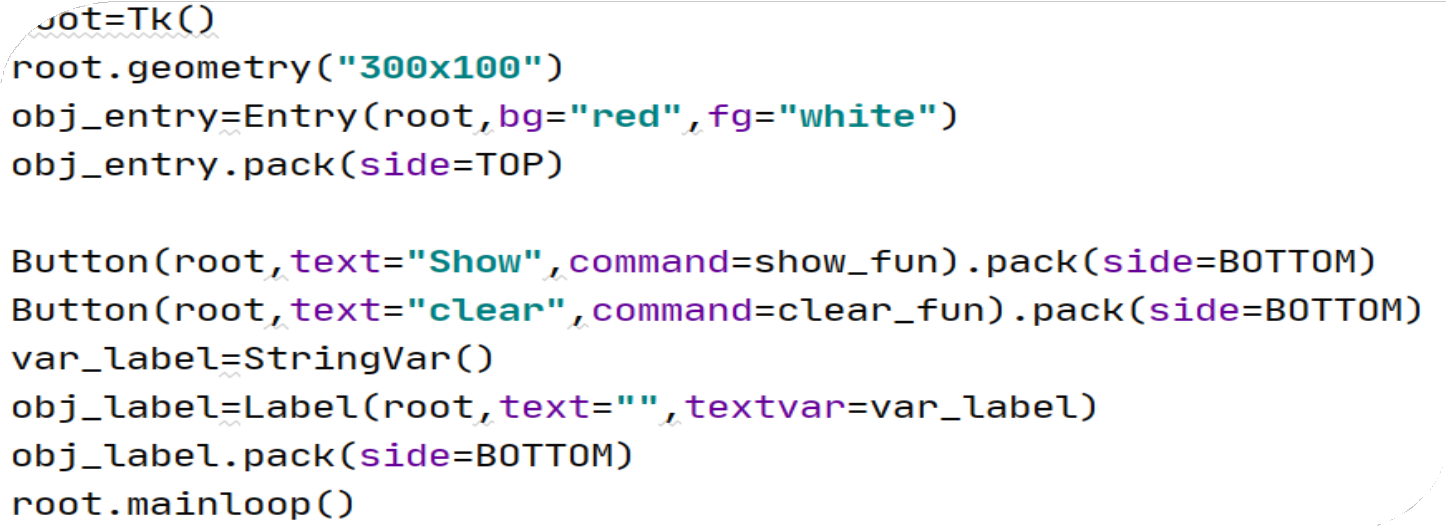 root=Tk()
root.geometry("300x100")
obj_entry=Entry(root,bg="red",fg="white")
obj_entry.pack(side=TOP)
Button(root,text="Show",command=show_fun).pack(side=BOTTOM)
Button(root,text="clear",command=clear_fun).pack(side=BOTTOM)
var_label=StringVar()
obj_label=Label(root,text="",textvar=var_label)
obj_label.pack(side=BOTTOM)
root.mainloop()